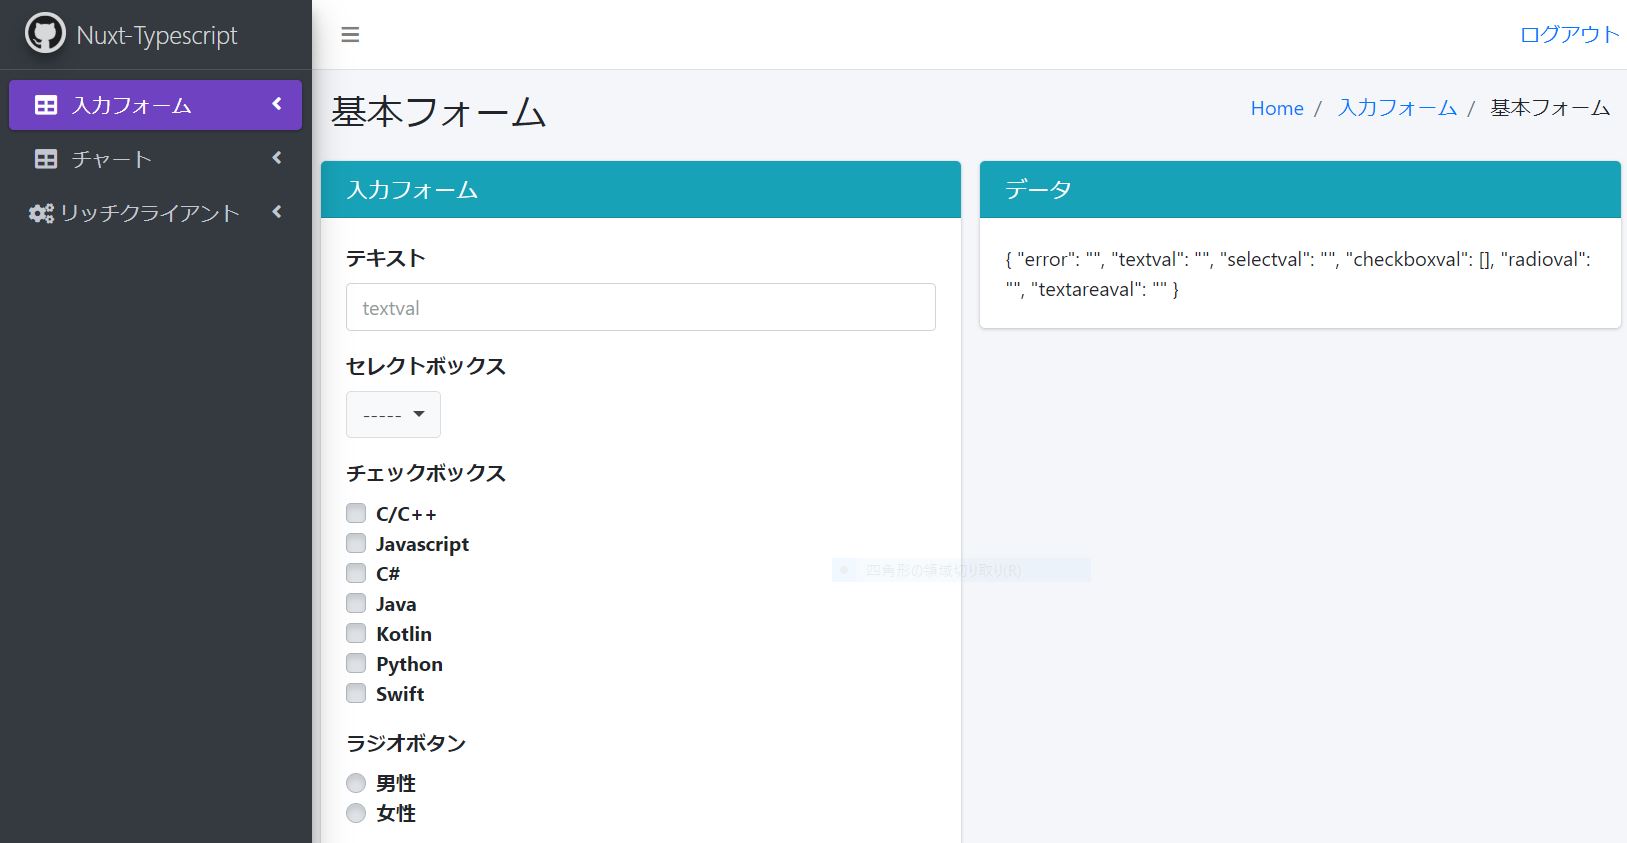 Nuxt-Typescript
ログアウト
入力フォーム
チャート
リッチクライアント
基本フォーム
Home / 入力フォーム / 基本フォーム
入力フォーム
テキスト
textval
セレクトボックス
-----
チェックボックス
C/C++
Javascript
C#
Java
Kotlin
Python
Swift
ラジオボタン
男性
女性
データ
{ "error": "", "textval": "", "selectval": "", "checkboxval": [], "radioval":
"", "textareaval": "" }
四角形の領域切り取り(R)